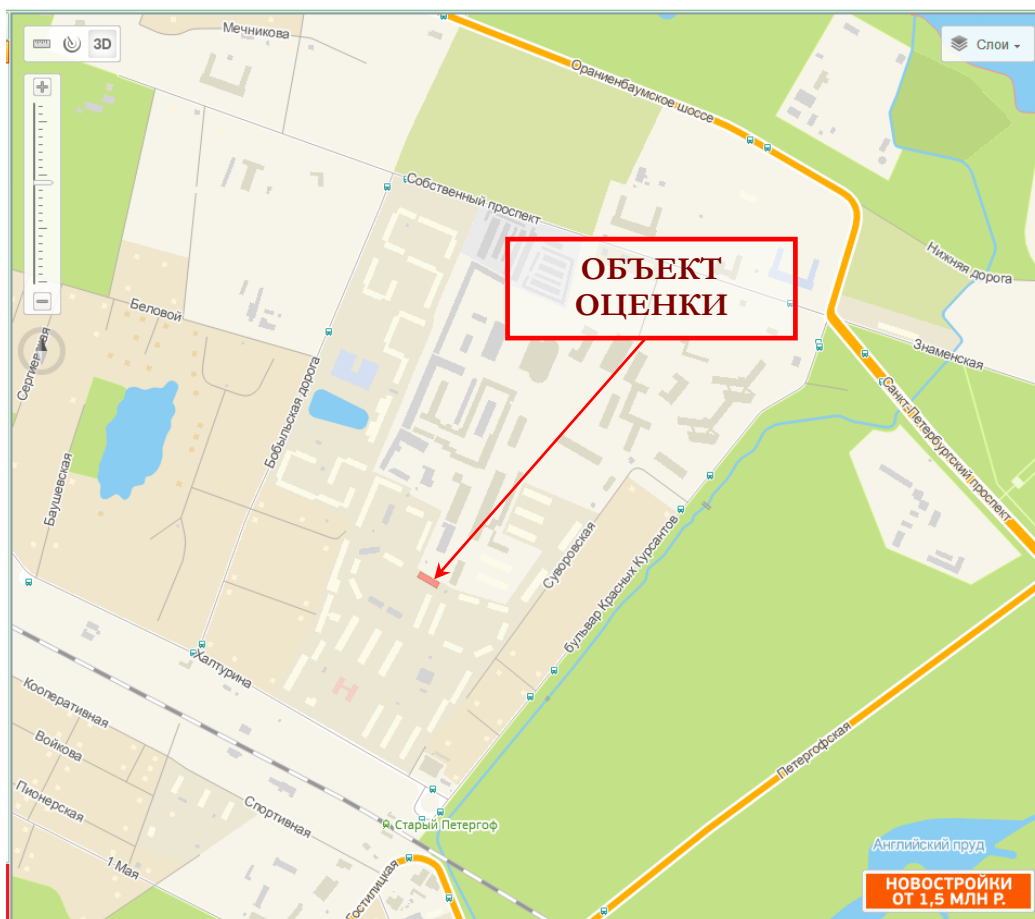 Мечникова
3D
Слои
Ораниенбаумское шоссе
Собственный проспект
ОБЪЕКТ
ОЦЕНКИ
Нижняя дорога
Беловой
Знаменская
Бобыльская дорога
Санкт-Петербургский проспект
Баушевская
Суворовская
бульвар Красных Курсантов
Халтурина
Кооперативная
Войкова
Пионерская
Спортивная
Петергофская
Старый Петергоф
1 Мая
Английский пруд
НОВОСТРОЙКИ
ОТ 1,5 МЛН Р.